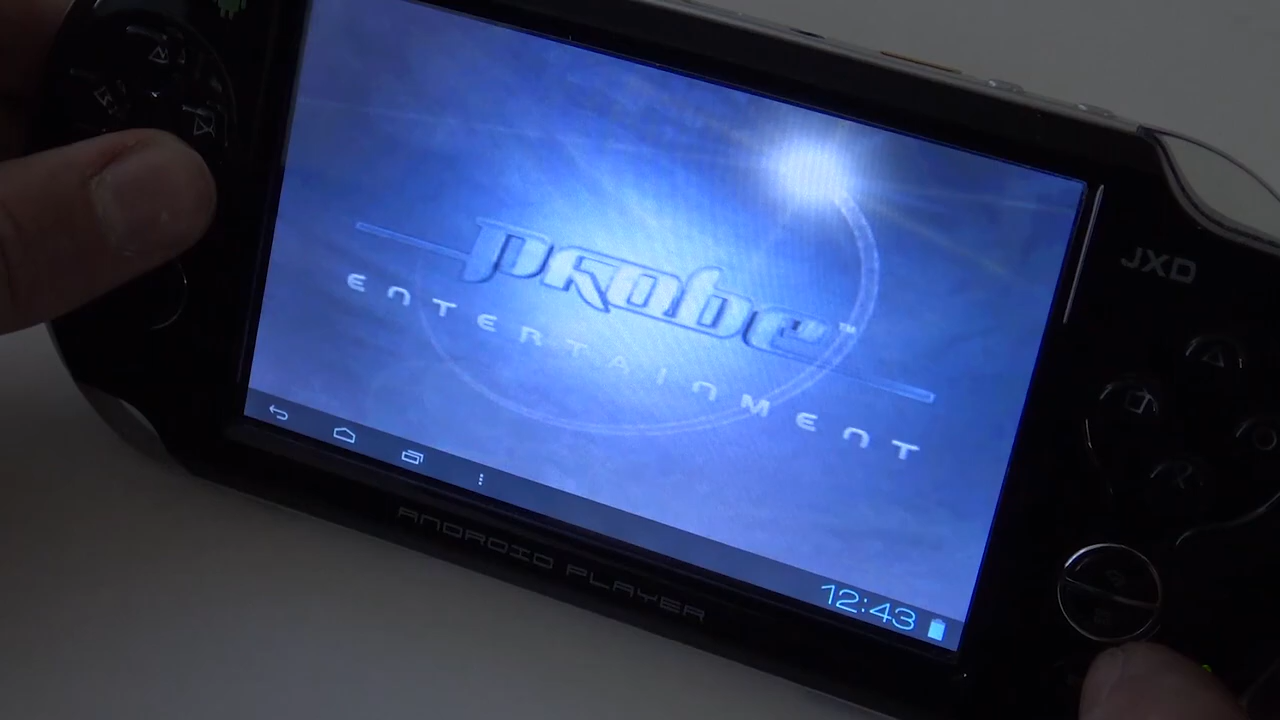 probe™
ENTERTAINMENT
JXD
12:43
ANDROID PLAYER